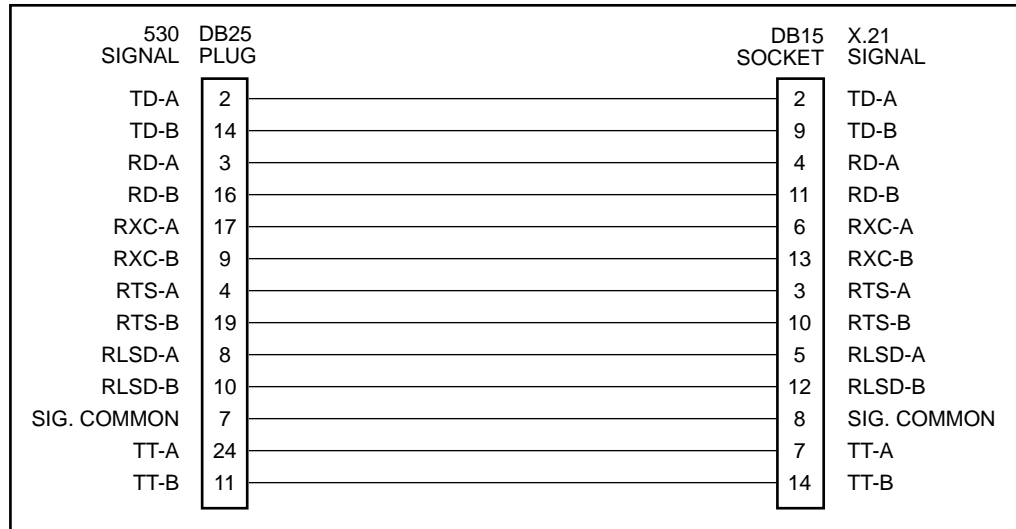 530 DB25 DB15 X.21
SIGNAL PLUG SOCKET SIGNAL
TD-A 2 2 TD-A
TD-B 14 9 TD-B
RD-A 3 4 RD-A
RD-B 16 11 RD-B
RXC-A 17 6 RXC-A
RXC-B 9 13 RXC-B
RTS-A 4 3 RTS-A
RTS-B 19 10 RTS-B
RLSD-A 8 5 RLSD-A
RLSD-B 10 12 RLSD-B
SIG. COMMON 7 8 SIG. COMMON
TT-A 24 7 TT-A
TT-B 11 14 TT-B